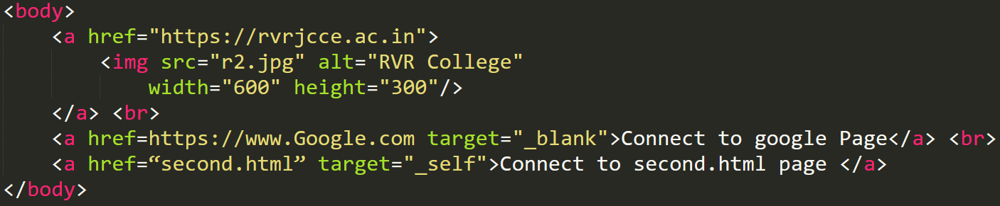 <body>
    <a href="https://rvrjcce.ac.in">
        <img src="r2.jpg" alt="RVR College"
            width="600" height="300"/>
    </a> <br>
    <a href=https://www.Google.com target="_blank">Connect to google Page</a> <br>
    <a href=“second.html” target="_self">Connect to second.html page </a>
</body>